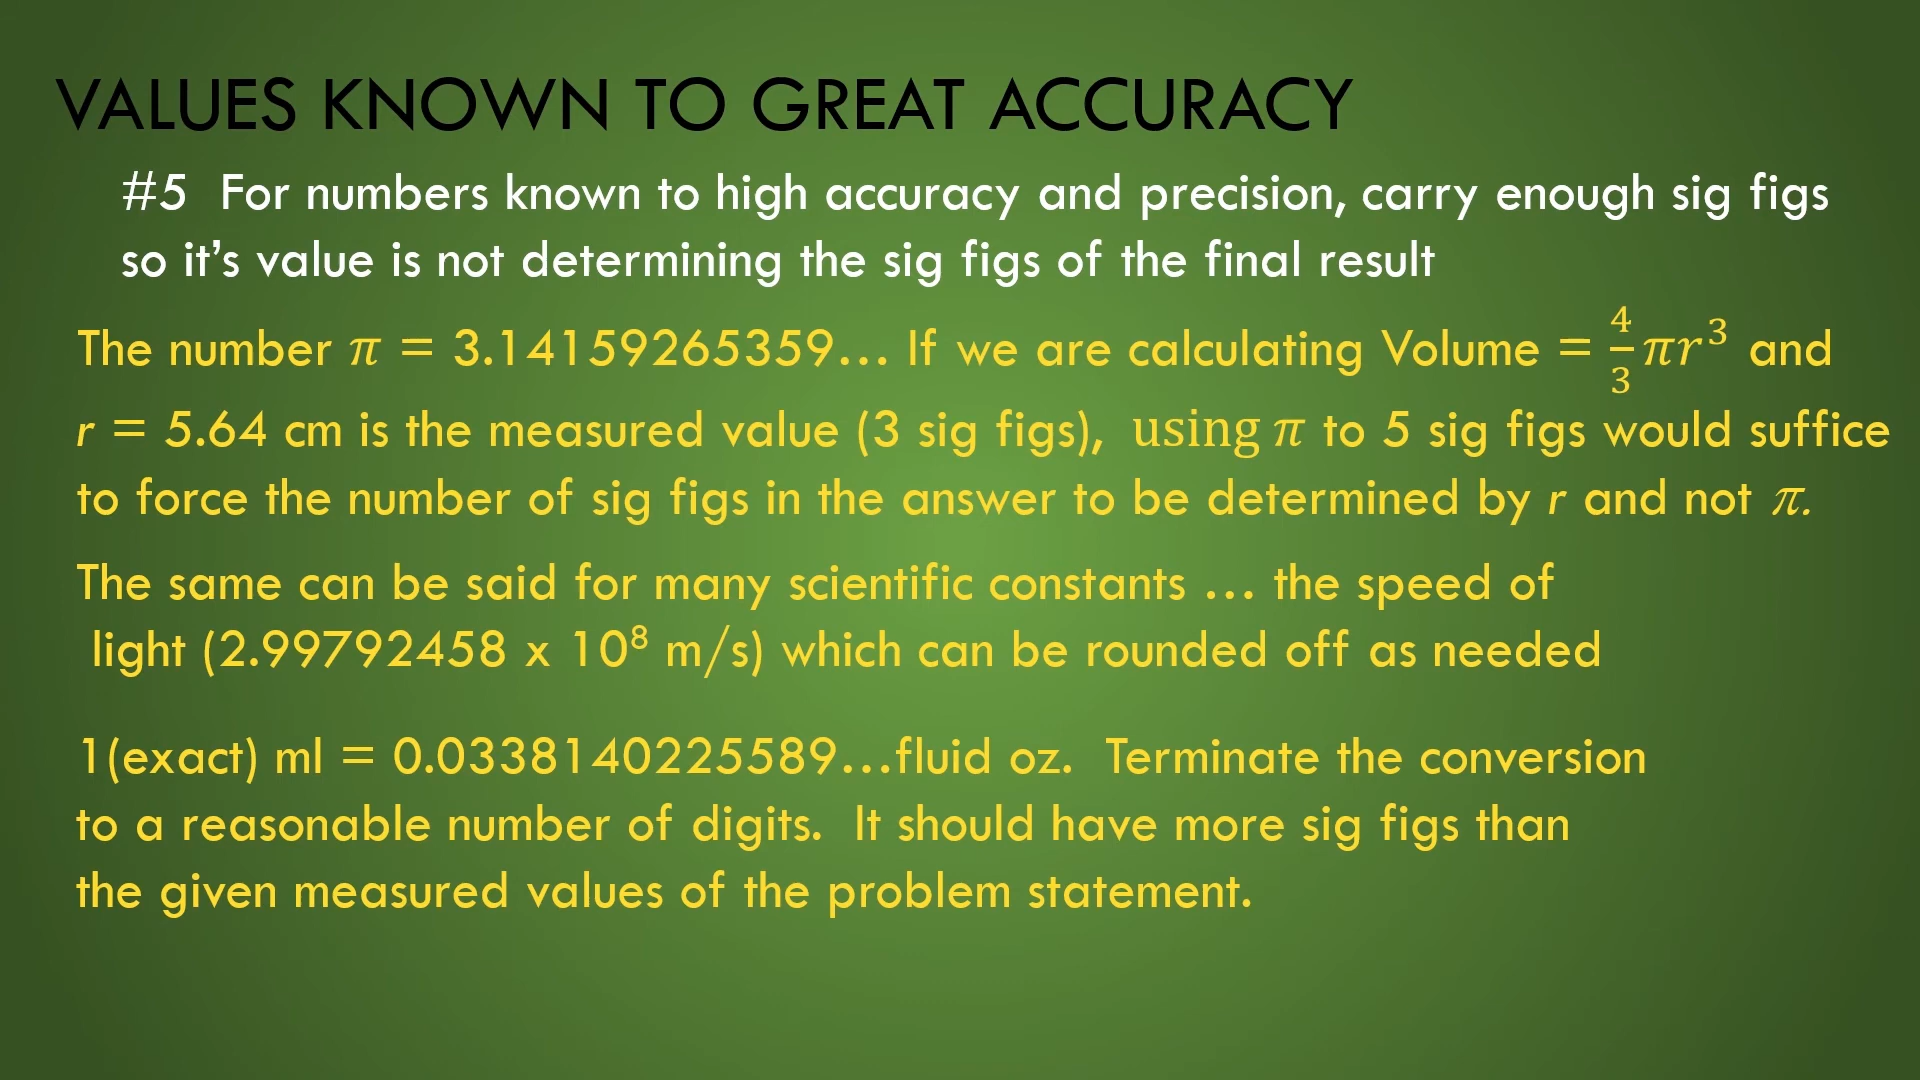 VALUES KNOWN TO GREAT ACCURACY
#5 For numbers known to high accuracy and precision, carry enough sig figs
so it’s value is not determining the sig figs of the final result
The number π = 3.14159265359… If we are calculating Volume = 4/3 πr³ and
r = 5.64 cm is the measured value (3 sig figs), using π to 5 sig figs would suffice
to force the number of sig figs in the answer to be determined by r and not π.
The same can be said for many scientific constants … the speed of
light (2.99792458 x 10⁸ m/s) which can be rounded off as needed
1(exact) ml = 0.0338140225589…fluid oz. Terminate the conversion
to a reasonable number of digits. It should have more sig figs than
the given measured values of the problem statement.